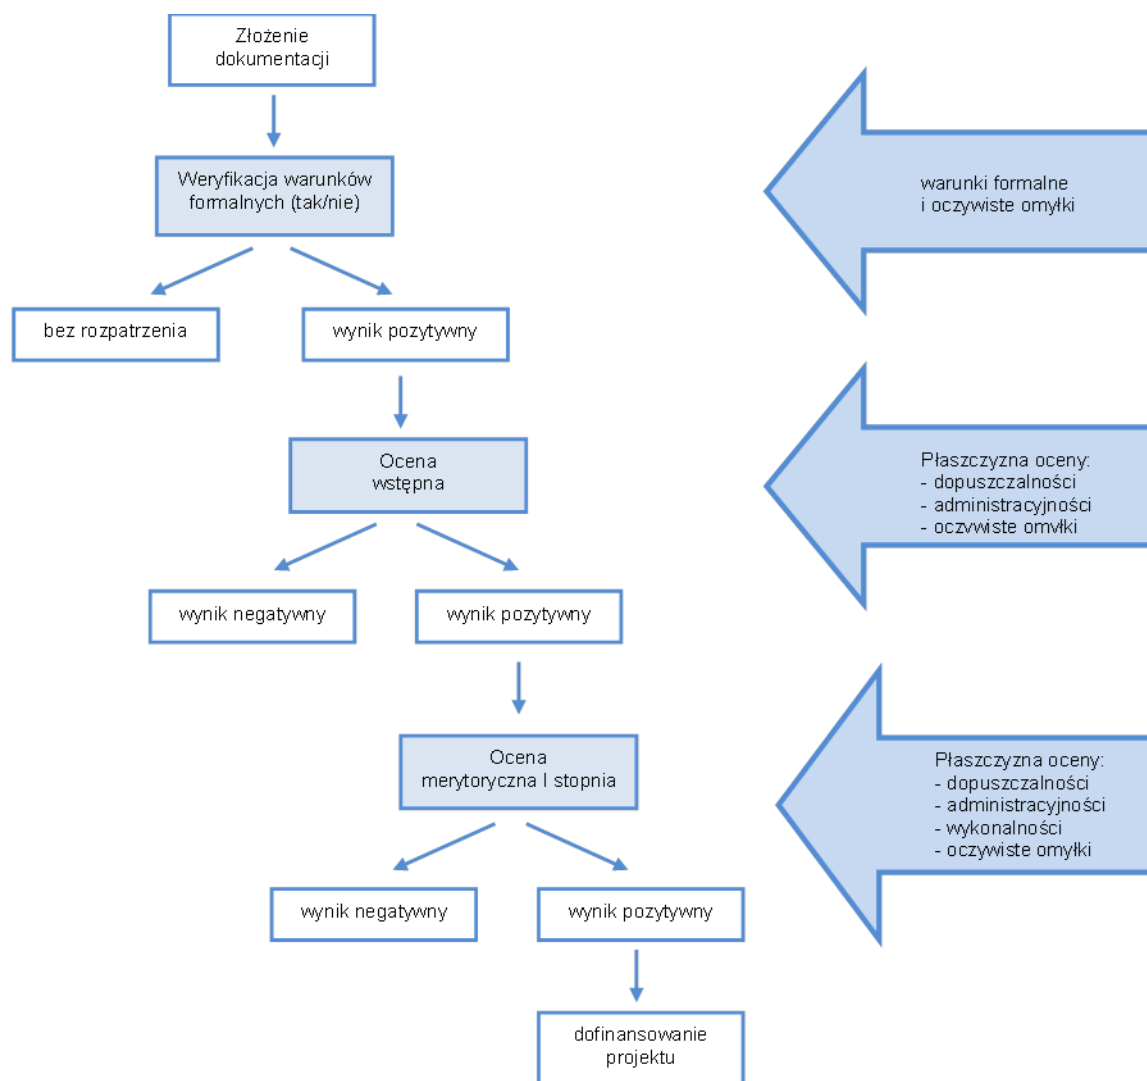 Złożenie
dokumentacji
Weryfikacja warunków
formalnych (tak/nie)
warunki formalne
i oczywiste omyłki
bez rozpatrzenia
wynik pozytywny
Ocena
wstępna
Płaszczyzna oceny:
- dopuszczalności
- administracyjności
- oczywiste omyłki
wynik negatywny
wynik pozytywny
Ocena
merytoryczna I stopnia
Płaszczyzna oceny:
- dopuszczalności
- administracyjności
- wykonalności
- oczywiste omyłki
wynik negatywny
wynik pozytywny
dofinansowanie
projektu